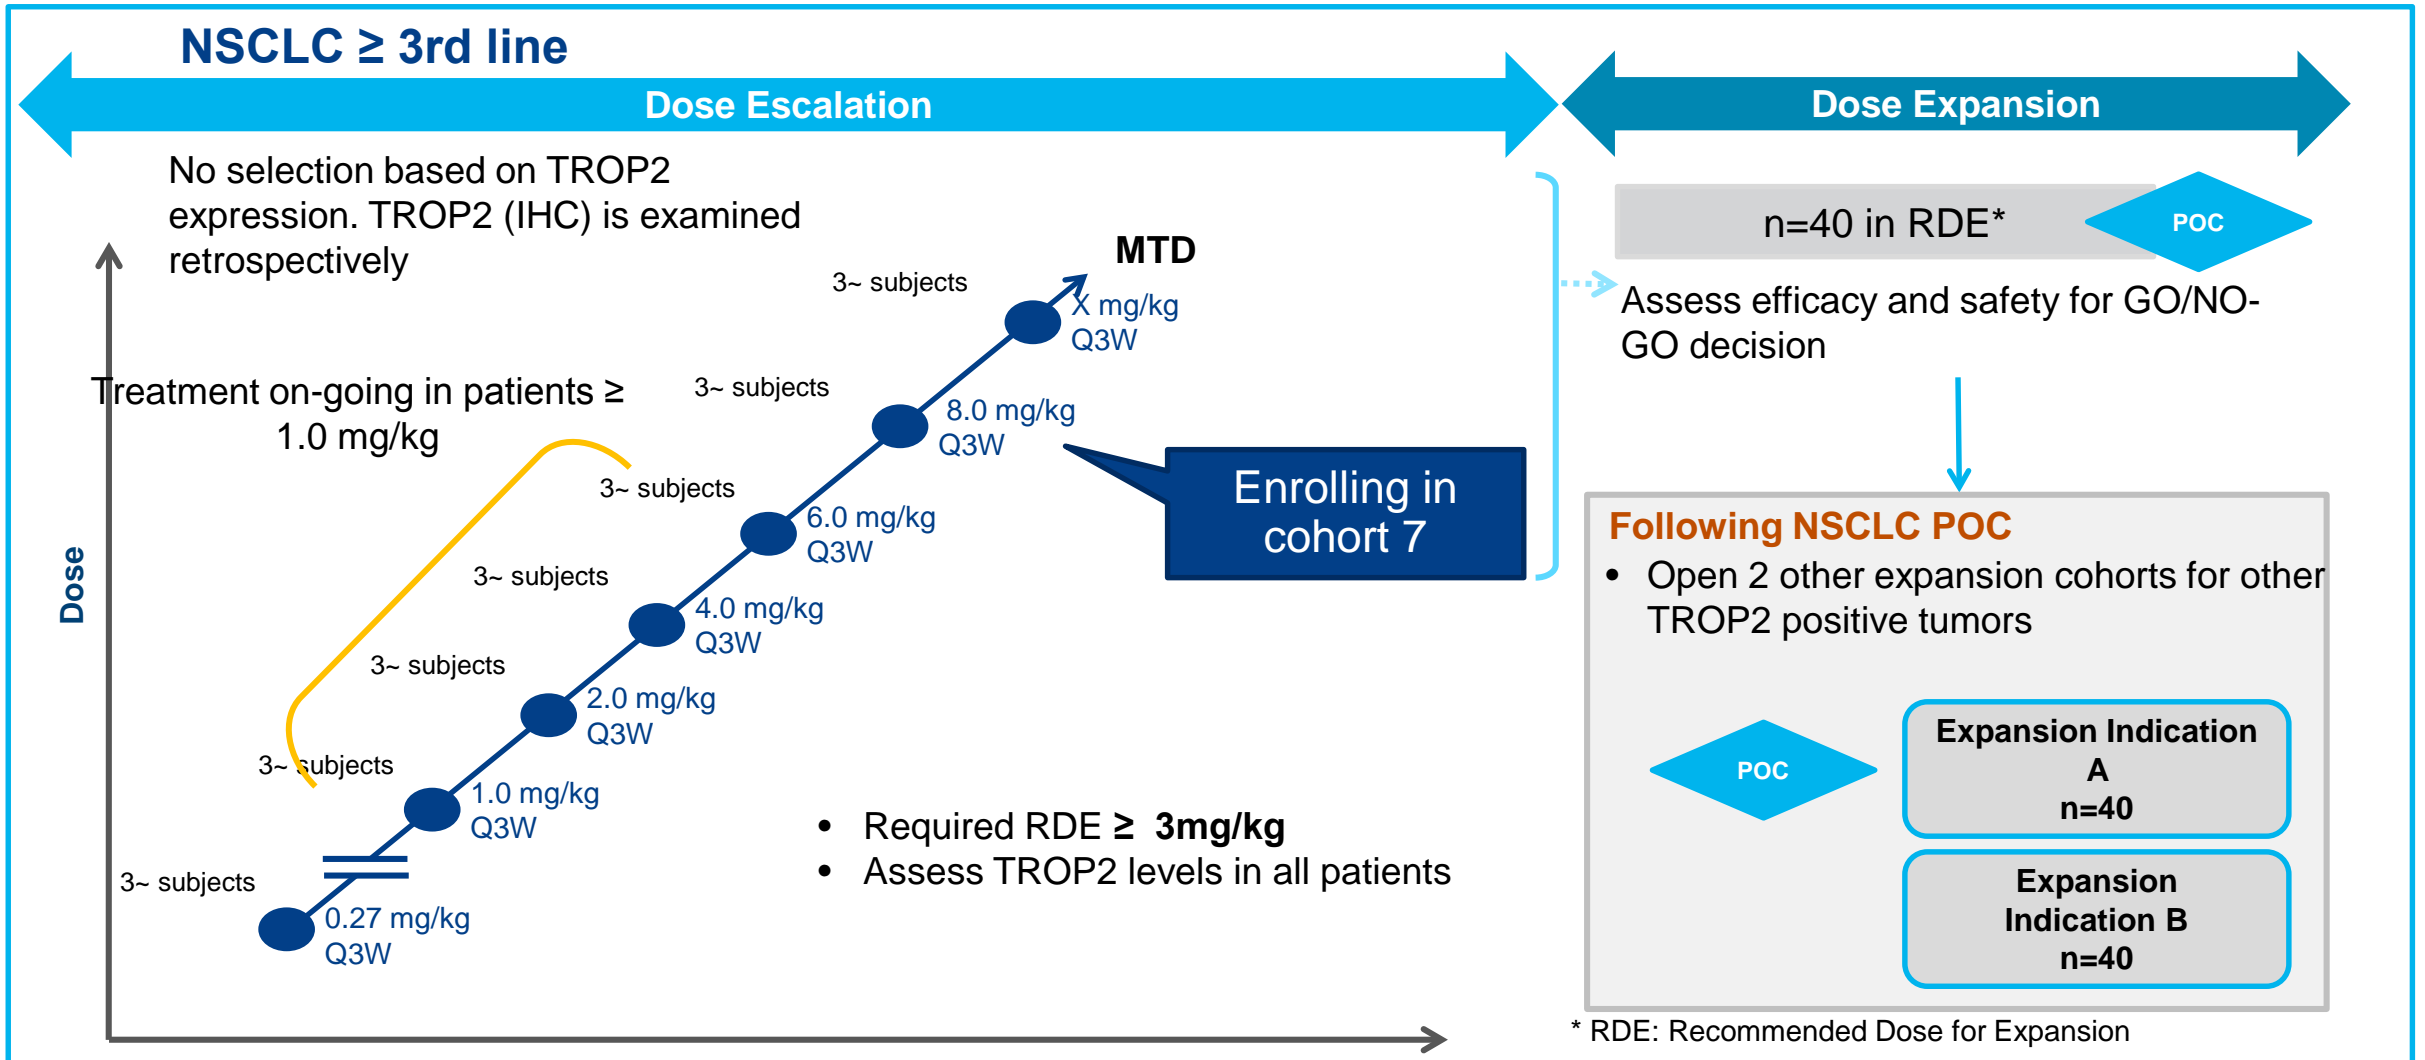 NSCLC ≥ 3rd line
Dose Escalation
Dose Expansion
No selection based on TROP2
expression. TROP2 (IHC) is examined
retrospectively
MTD
3~ subjects
X mg/kg
Q3W
Treatment on-going in patients ≥
1.0 mg/kg
3~ subjects
8.0 mg/kg
Q3W
3~ subjects
6.0 mg/kg
Q3W
Enrolling in
cohort 7
3~ subjects
4.0 mg/kg
Q3W
3~ subjects
2.0 mg/kg
Q3W
3~ subjects
1.0 mg/kg
Q3W
3~ subjects
0.27 mg/kg
Q3W
Dose
• Required RDE ≥ 3mg/kg
• Assess TROP2 levels in all patients
n=40 in RDE*
POC
Assess efficacy and safety for GO/NO-
GO decision
Following NSCLC POC
• Open 2 other expansion cohorts for other
TROP2 positive tumors
POC
Expansion Indication
A
n=40
Expansion
Indication B
n=40
* RDE: Recommended Dose for Expansion